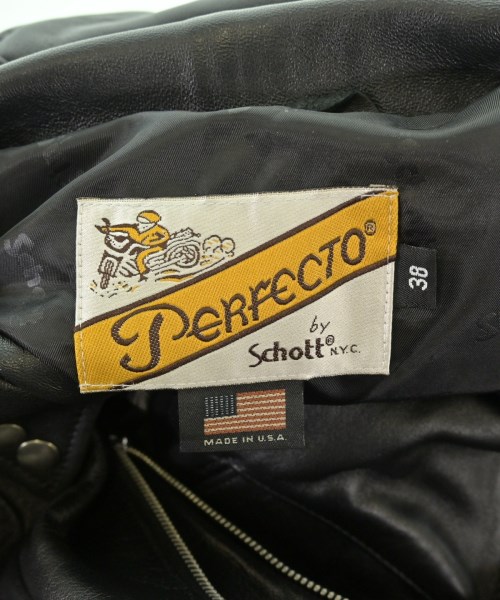 PERFECTO®
38
by
Schott® N.Y.C.
MADE IN U.S.A